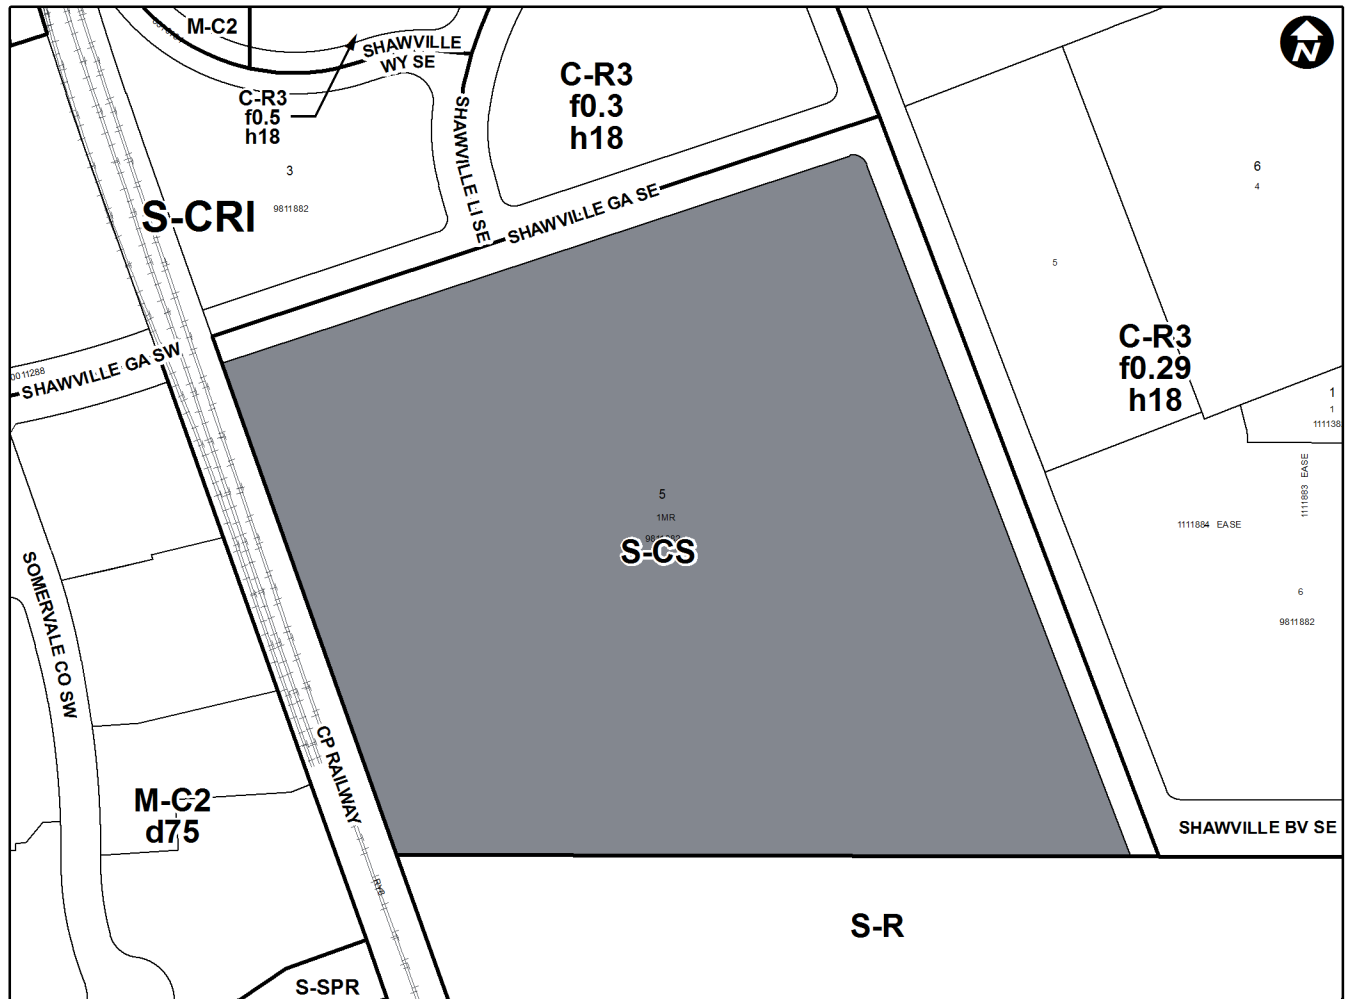 M-C2
N
SHAWVILLE
WY SE
C-R3
f0.5
h18
C-R3
f0.3
h18
SHAWVILLE LI SE
3
9811882
S-CRI
SHAWVILLE GA SE
6
4
5
C-R3
f0.29
h18
SHAWVILLE GA SW
0011288
1
1
111138
1111883 EASE
1111884 EASE
5
1MR
S-CS
6
9811882
SOMERVALE CO SW
CP RAILWAY
M-C2
d75
SHAWVILLE BV SE
RY8
S-R
S-SPR